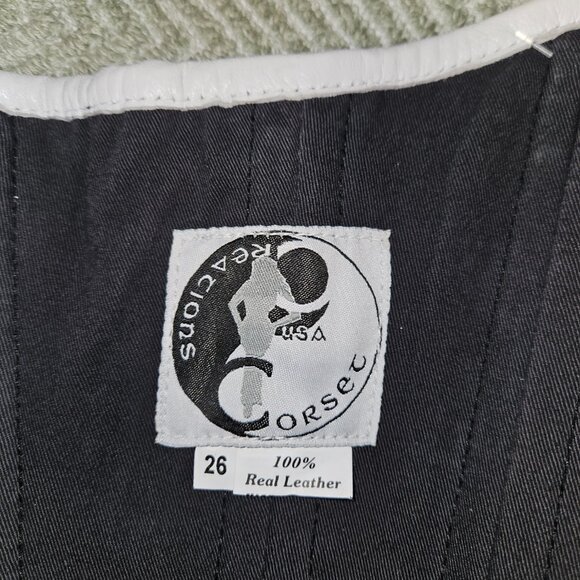 Creations
USA
Corset
26
100%
Real Leather